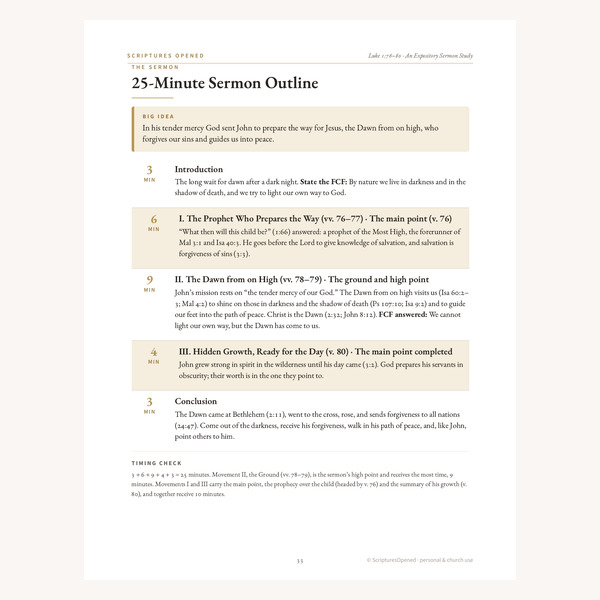 SCRIPTURES OPENED
Luke 1:76–80 · An Expository Sermon Study
THE SERMON
25-Minute Sermon Outline
BIG IDEA
In his tender mercy God sent John to prepare the way for Jesus, the Dawn from on high, who
forgives our sins and guides us into peace.
3
MIN
Introduction
The long wait for dawn after a dark night. State the FCF: By nature we live in darkness and in the
shadow of death, and we try to light our own way to God.
6
MIN
I. The Prophet Who Prepares the Way (vv. 76–77) · The main point (v. 76)
“What then will this child be?” (1:66) answered: a prophet of the Most High, the forerunner of
Mal 3:1 and Isa 40:3. He goes before the Lord to give knowledge of salvation, and salvation is
forgiveness of sins (3:3).
9
MIN
II. The Dawn from on High (vv. 78–79) · The ground and high point
John’s mission rests on “the tender mercy of our God.” The Dawn from on high visits us (Isa 60:2–
3; Mal 4:2) to shine on those in darkness and the shadow of death (Ps 107:10; Isa 9:2) and to guide
our feet into the path of peace. Christ is the Dawn (2:32; John 8:12). FCF answered: We cannot
light our own way, but the Dawn has come to us.
4
MIN
III. Hidden Growth, Ready for the Day (v. 80) · The main point completed
John grew strong in spirit in the wilderness until his day came (3:2). God prepares his servants in
obscurity; their worth is in the one they point to.
3
MIN
Conclusion
The Dawn came at Bethlehem (2:11), went to the cross, rose, and sends forgiveness to all nations
(24:47). Come out of the darkness, receive his forgiveness, walk in his path of peace, and, like John,
point others to him.
TIMING CHECK
3 + 6 + 9 + 4 + 3 = 25 minutes. Movement II, the Ground (vv. 78–79), is the sermon’s high point and receives the most time, 9
minutes. Movements I and III carry the main point, the prophecy over the child (headed by v. 76) and the summary of his growth (v.
80), and together receive 10 minutes.
33
© ScripturesOpened · personal & church use